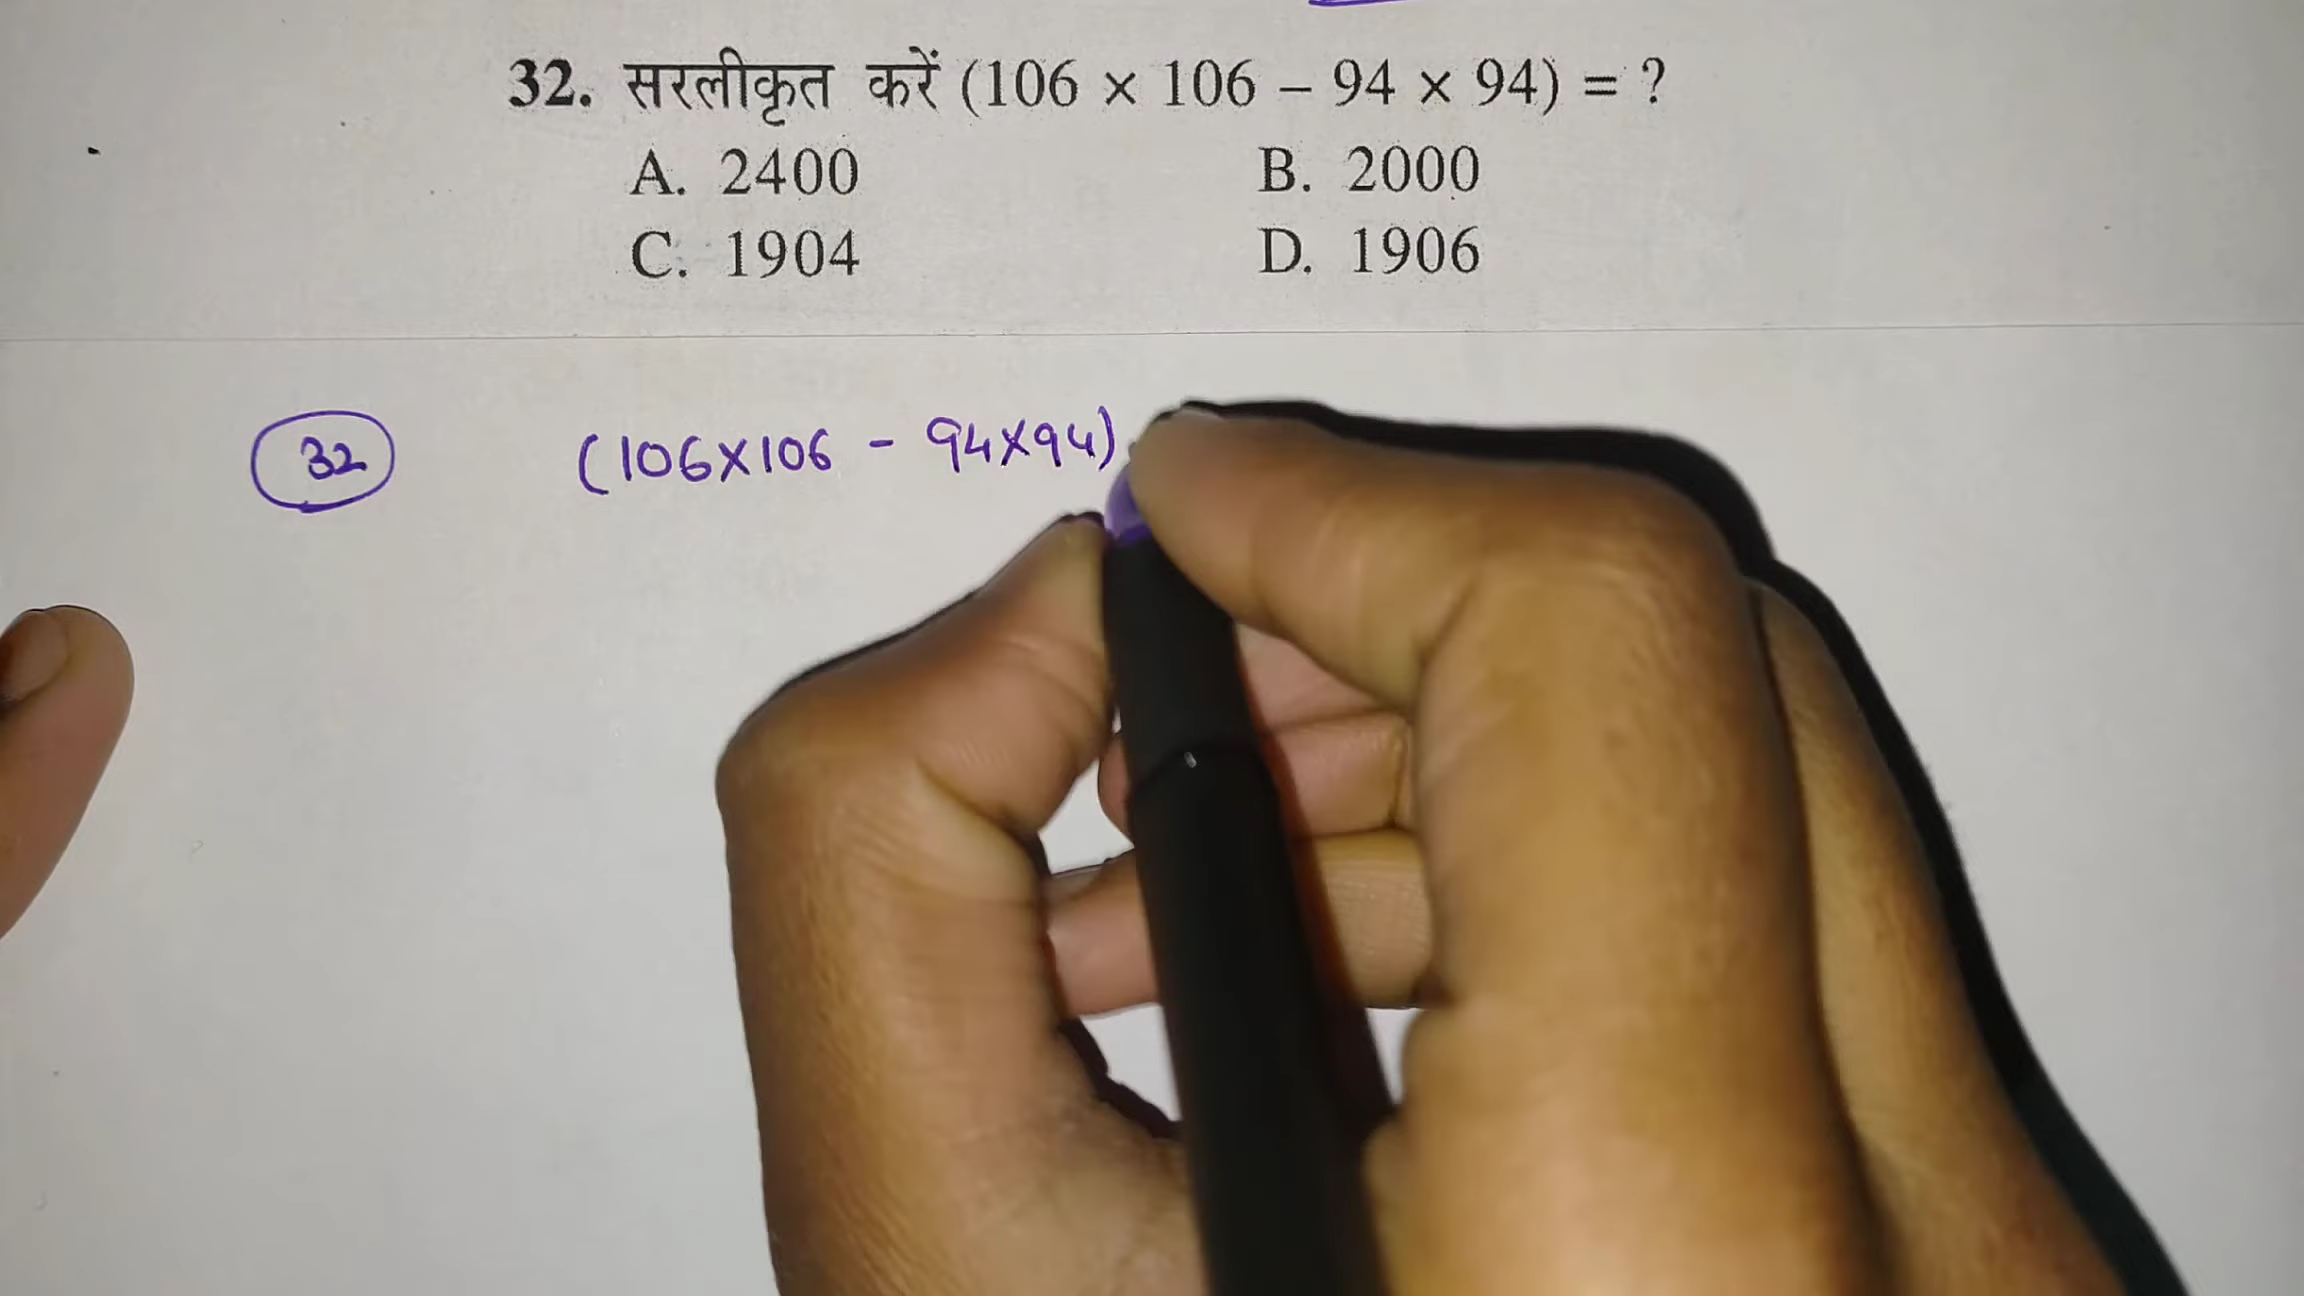 32. सरलीकृत करें (106 × 106 – 94 × 94) = ?
A. 2400 B. 2000
C. 1904 D. 1906
32 (106×106 - 94×94)